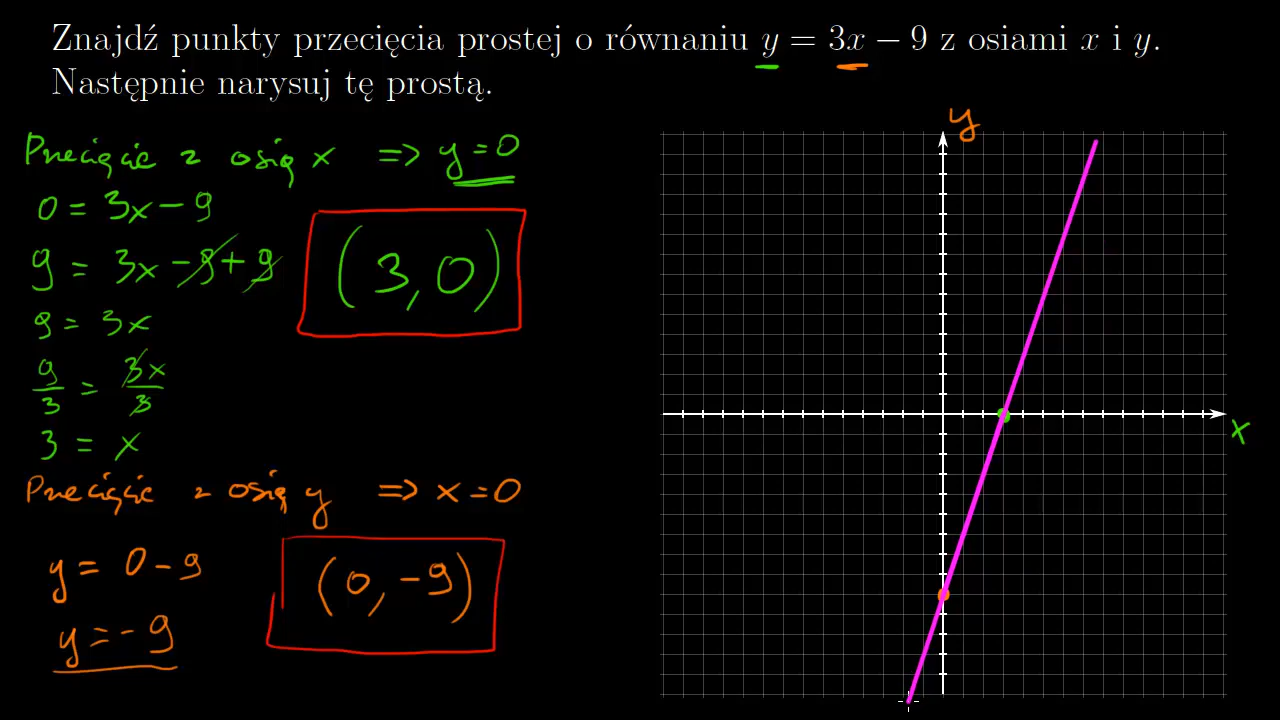 Znajdź punkty przecięcia prostej o równaniu y = 3x − 9 z osiami x i y.
Następnie narysuj tę prostą.
Przecięcie z osią x => y=0
0 = 3x − 9
9 = 3x − 9 + 9
(3, 0)
9 = 3x
9/3 = 3x/3
3 = x
Przecięcie z osią y => x = 0
y = 0 − 9
(0, −9)
y = − 9
y
x